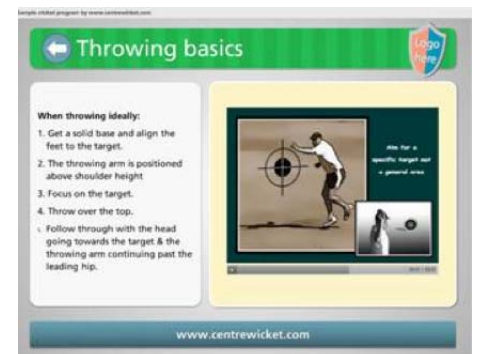 Sample cricket program by www.centrewicket.com
Throwing basics
Logo
here
When throwing ideally:
1. Get a solid base and align the
feet to the target.
2. The throwing arm is positioned
above shoulder height
3. Focus on the target.
4. Throw over the top.
5. Follow through with the head
going towards the target & the
throwing arm continuing past the
leading hip.
Aim for a
specific target not
a general area
www.centrewicket.com